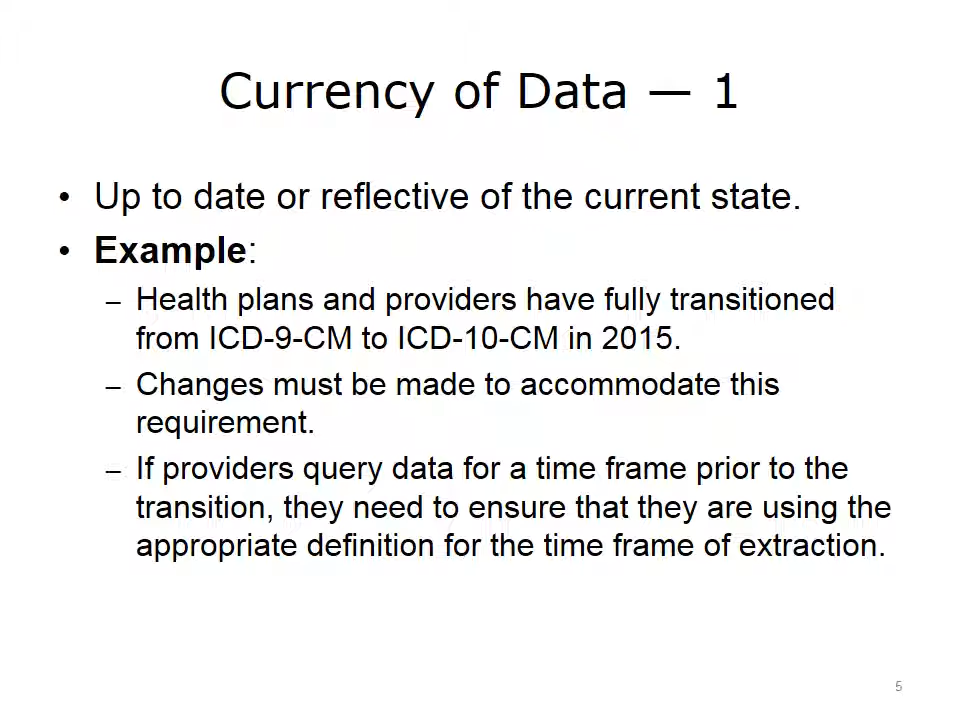 Currency of Data — 1
• Up to date or reflective of the current state.
• Example:
– Health plans and providers have fully transitioned
from ICD-9-CM to ICD-10-CM in 2015.
– Changes must be made to accommodate this
requirement.
– If providers query data for a time frame prior to the
transition, they need to ensure that they are using the
appropriate definition for the time frame of extraction.
5